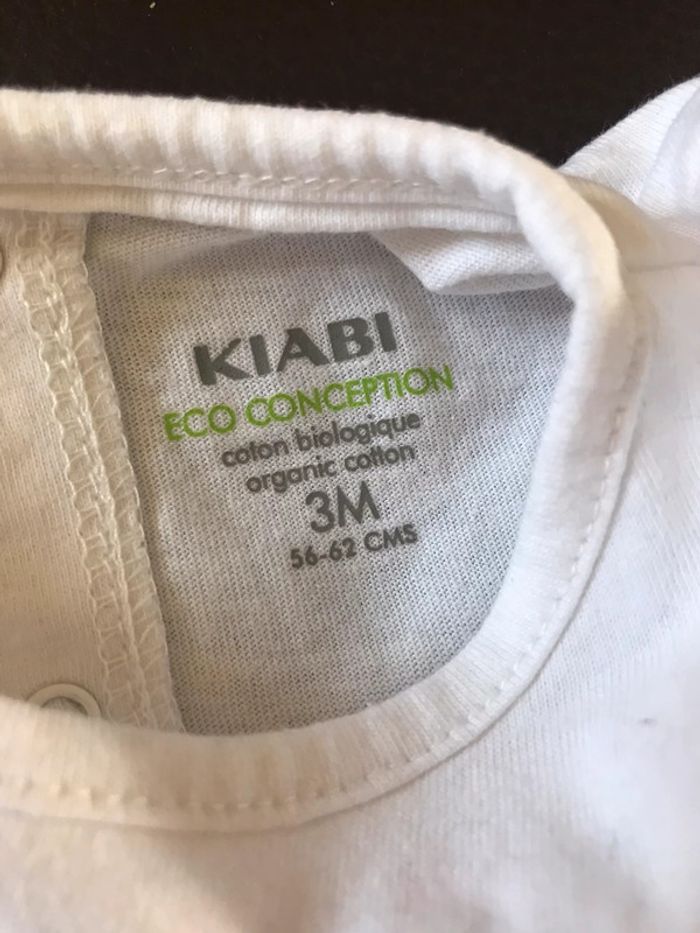 KIABI
ECO CONCEPTION
coton biologique
organic cotton
3M
56-62 CMS